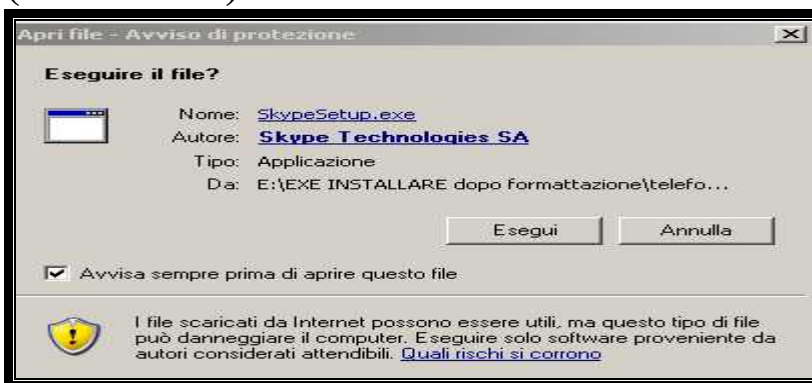 Apri file - Avviso di protezione
Eseguire il file?
Nome: SkypeSetup.exe
Autore: Skype Technologies SA
Tipo: Applicazione
Da: E:\EXE INSTALLARE dopo formattazione\telefo...
Esegui Annulla
Avvisa sempre prima di aprire questo file
I file scaricati da Internet possono essere utili, ma questo tipo di file
può danneggiare il computer. Eseguire solo software proveniente da
autori considerati attendibili. Quali rischi si corrono